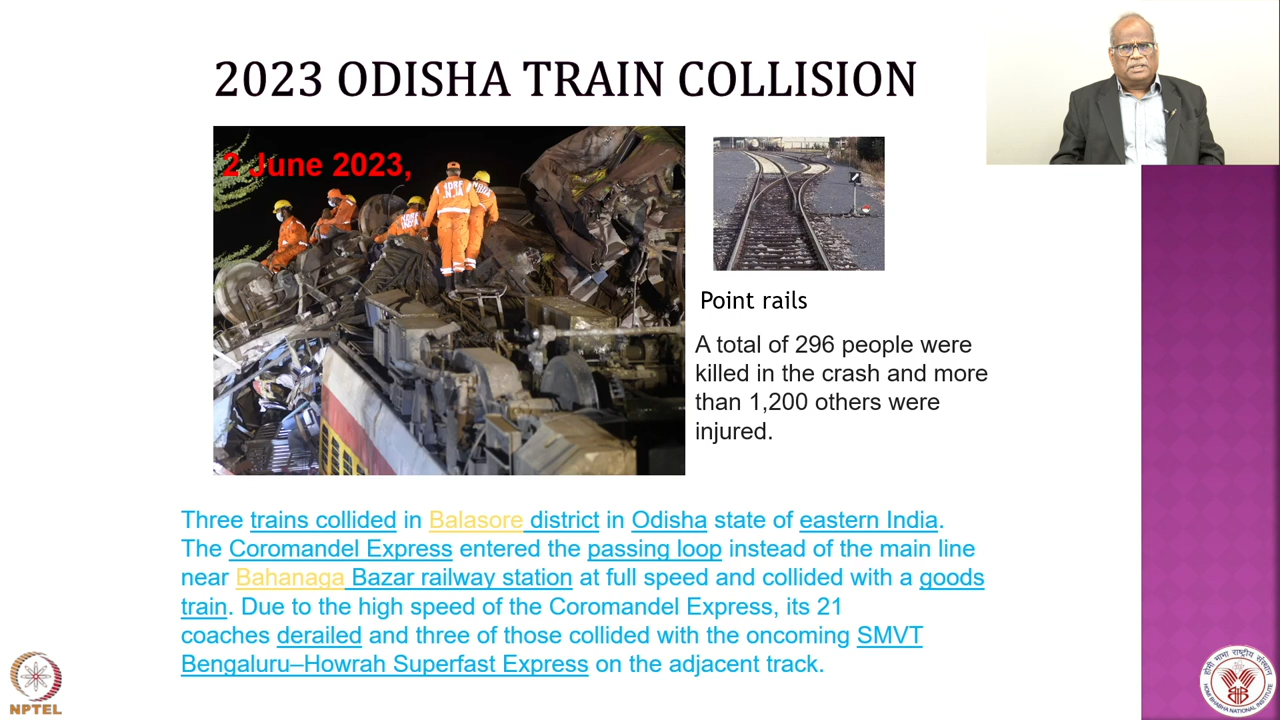 2023 ODISHA TRAIN COLLISION
2 June 2023,
Point rails
A total of 296 people were
killed in the crash and more
than 1,200 others were
injured.
Three trains collided in Balasore district in Odisha state of eastern India.
The Coromandel Express entered the passing loop instead of the main line
near Bahanaga Bazar railway station at full speed and collided with a goods
train. Due to the high speed of the Coromandel Express, its 21
coaches derailed and three of those collided with the oncoming SMVT
Bengaluru–Howrah Superfast Express on the adjacent track.
NPTEL
होमी भाभा राष्ट्रीय संस्थान
HOMI BHABHA NATIONAL INSTITUTE